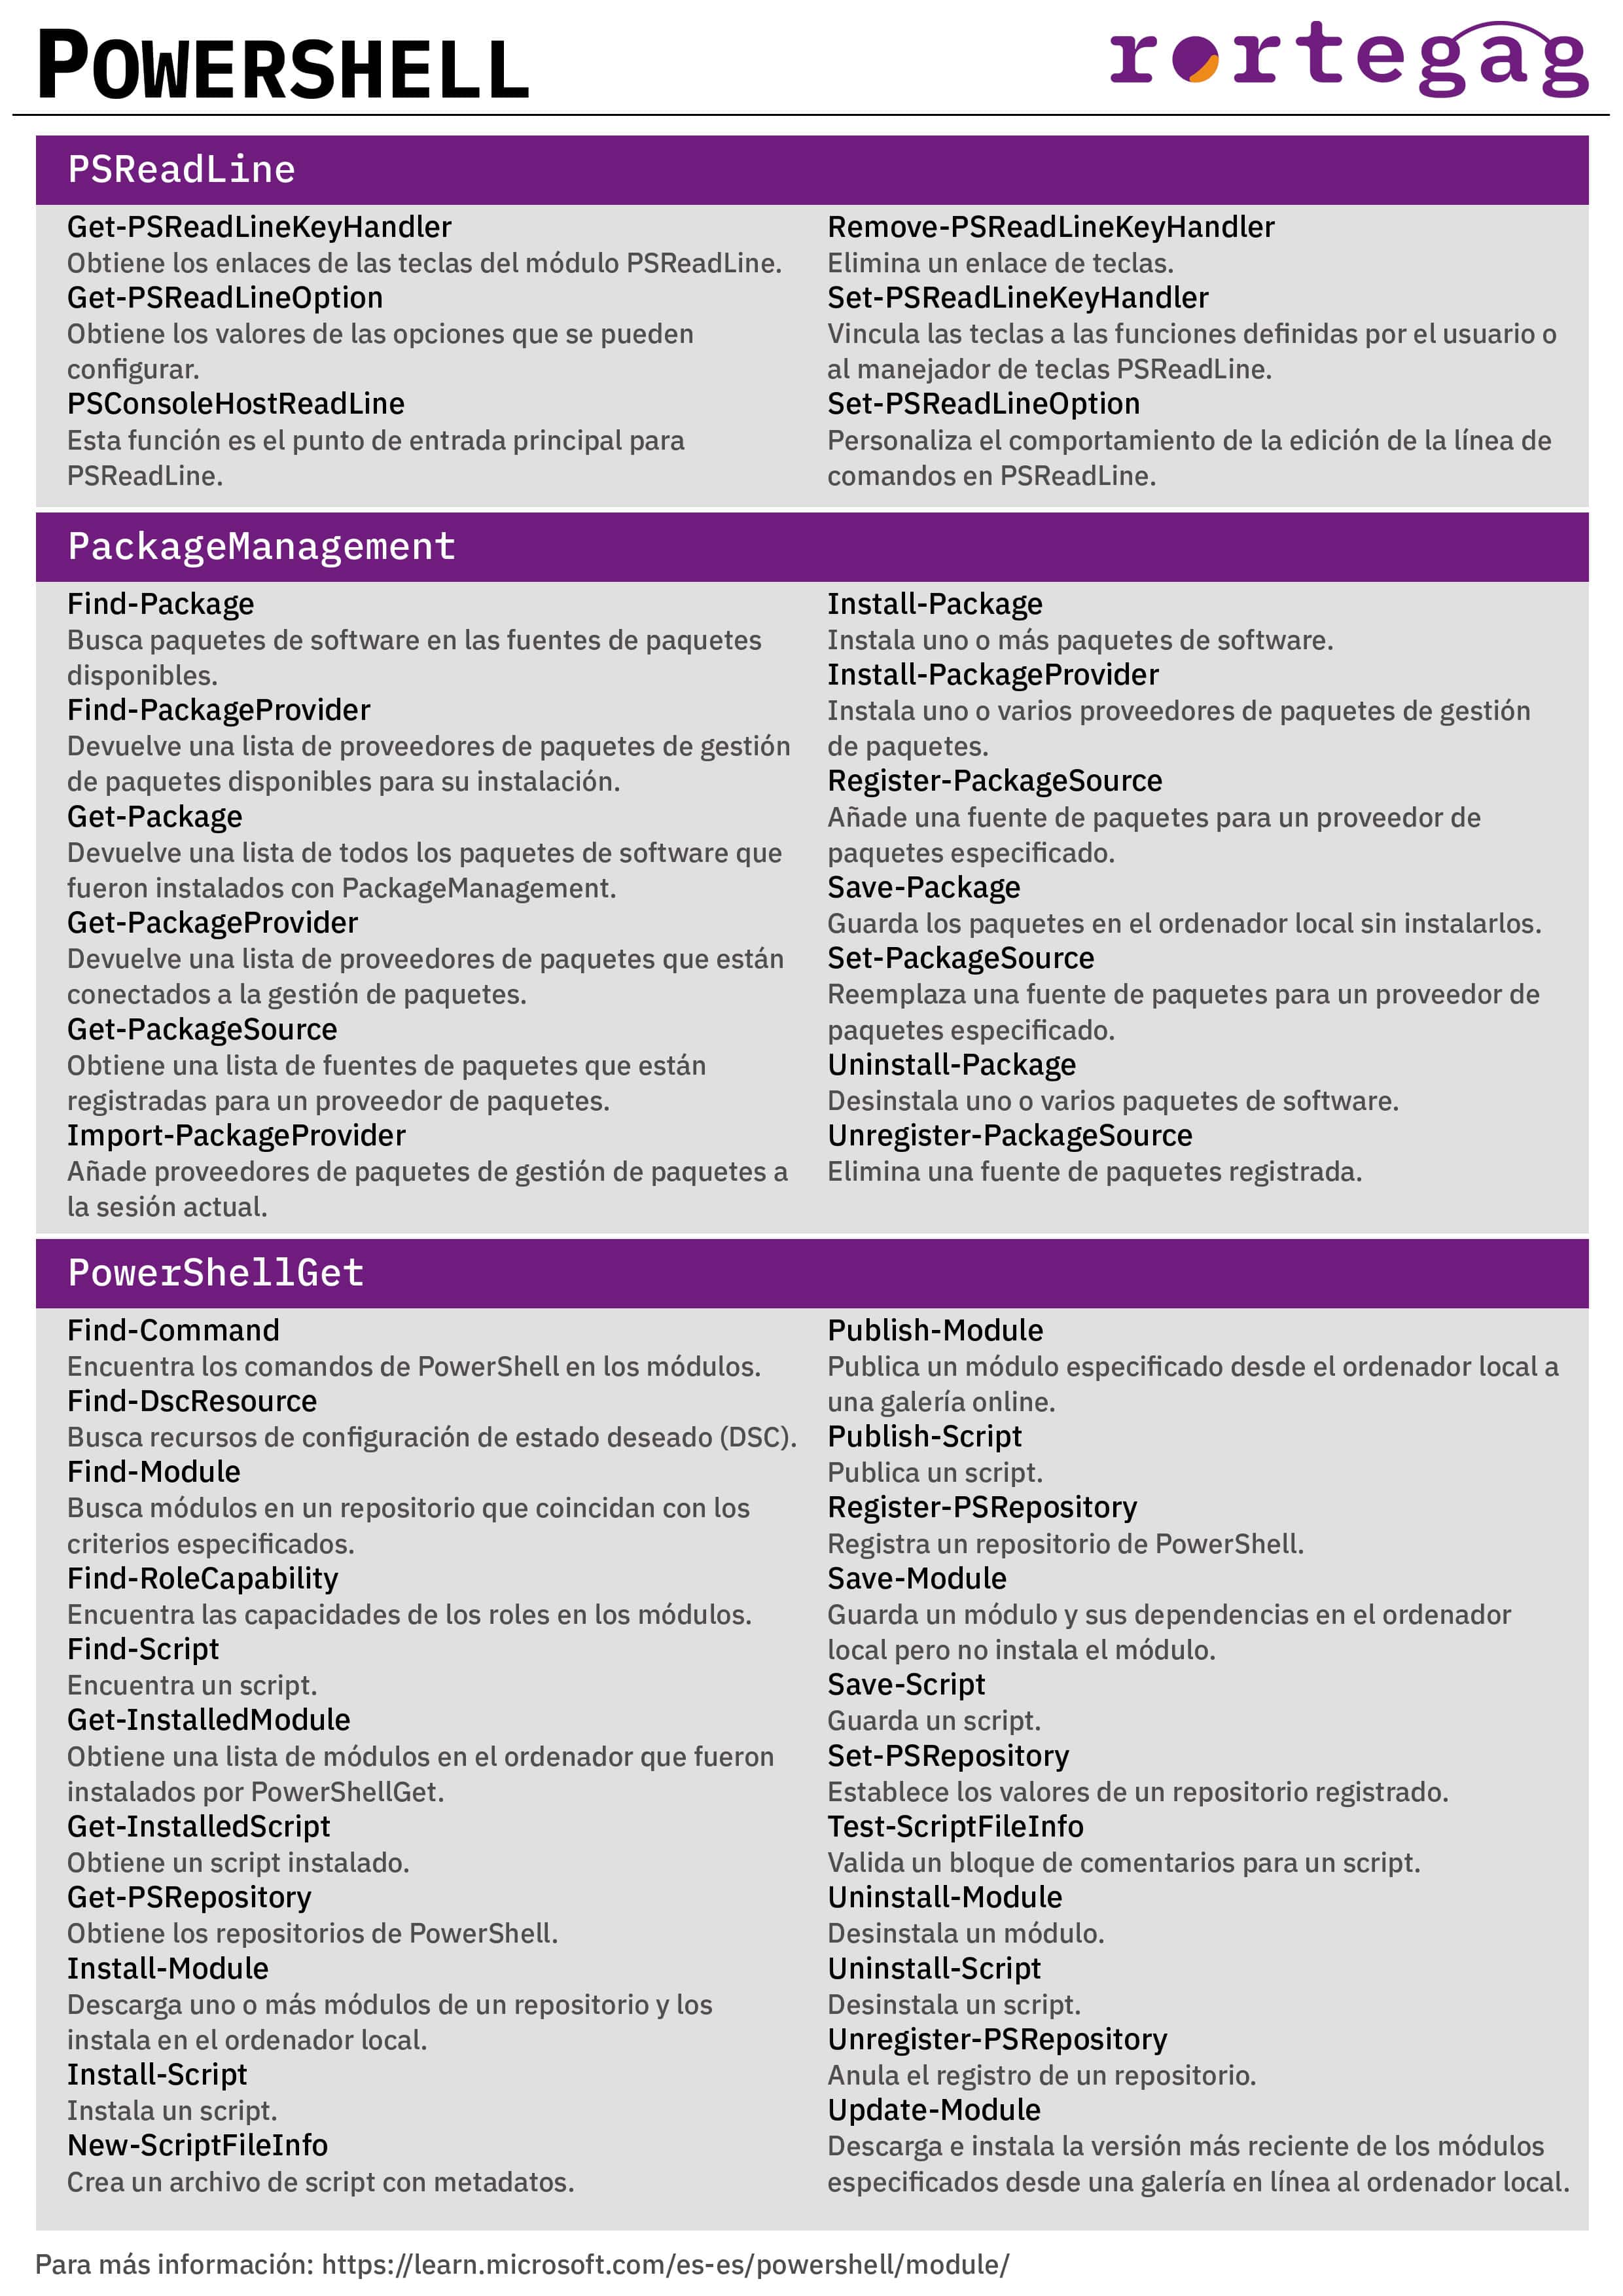 POWERSHELL
rortegag
PSReadLine
Get-PSReadLineKeyHandler
Obtiene los enlaces de las teclas del módulo PSReadLine.
Get-PSReadLineOption
Obtiene los valores de las opciones que se pueden
configurar.
PSConsoleHostReadLine
Esta función es el punto de entrada principal para
PSReadLine.
Remove-PSReadLineKeyHandler
Elimina un enlace de teclas.
Set-PSReadLineKeyHandler
Vincula las teclas a las funciones definidas por el usuario o
al manejador de teclas PSReadLine.
Set-PSReadLineOption
Personaliza el comportamiento de la edición de la línea de
comandos en PSReadLine.
PackageManagement
Find-Package
Busca paquetes de software en las fuentes de paquetes
disponibles.
Find-PackageProvider
Devuelve una lista de proveedores de paquetes de gestión
de paquetes disponibles para su instalación.
Get-Package
Devuelve una lista de todos los paquetes de software que
fueron instalados con PackageManagement.
Get-PackageProvider
Devuelve una lista de proveedores de paquetes que están
conectados a la gestión de paquetes.
Get-PackageSource
Obtiene una lista de fuentes de paquetes que están
registradas para un proveedor de paquetes.
Import-PackageProvider
Añade proveedores de paquetes de gestión de paquetes a
la sesión actual.
Install-Package
Instala uno o más paquetes de software.
Install-PackageProvider
Instala uno o varios proveedores de paquetes de gestión
de paquetes.
Register-PackageSource
Añade una fuente de paquetes para un proveedor de
paquetes especificado.
Save-Package
Guarda los paquetes en el ordenador local sin instalarlos.
Set-PackageSource
Reemplaza una fuente de paquetes para un proveedor de
paquetes especificado.
Uninstall-Package
Desinstala uno o varios paquetes de software.
Unregister-PackageSource
Elimina una fuente de paquetes registrada.
PowerShellGet
Find-Command
Encuentra los comandos de PowerShell en los módulos.
Find-DscResource
Busca recursos de configuración de estado deseado (DSC).
Find-Module
Busca módulos en un repositorio que coincidan con los
criterios especificados.
Find-RoleCapability
Encuentra las capacidades de los roles en los módulos.
Find-Script
Encuentra un script.
Get-InstalledModule
Obtiene una lista de módulos en el ordenador que fueron
instalados por PowerShellGet.
Get-InstalledScript
Obtiene un script instalado.
Get-PSRepository
Obtiene los repositorios de PowerShell.
Install-Module
Descarga uno o más módulos de un repositorio y los
instala en el ordenador local.
Install-Script
Instala un script.
New-ScriptFileInfo
Crea un archivo de script con metadatos.
Publish-Module
Publica un módulo especificado desde el ordenador local a
una galería online.
Publish-Script
Publica un script.
Register-PSRepository
Registra un repositorio de PowerShell.
Save-Module
Guarda un módulo y sus dependencias en el ordenador
local pero no instala el módulo.
Save-Script
Guarda un script.
Set-PSRepository
Establece los valores de un repositorio registrado.
Test-ScriptFileInfo
Valida un bloque de comentarios para un script.
Uninstall-Module
Desinstala un módulo.
Uninstall-Script
Desinstala un script.
Unregister-PSRepository
Anula el registro de un repositorio.
Update-Module
Descarga e instala la versión más reciente de los módulos
especificados desde una galería en línea al ordenador local.
Para más información: https://learn.microsoft.com/es-es/powershell/module/